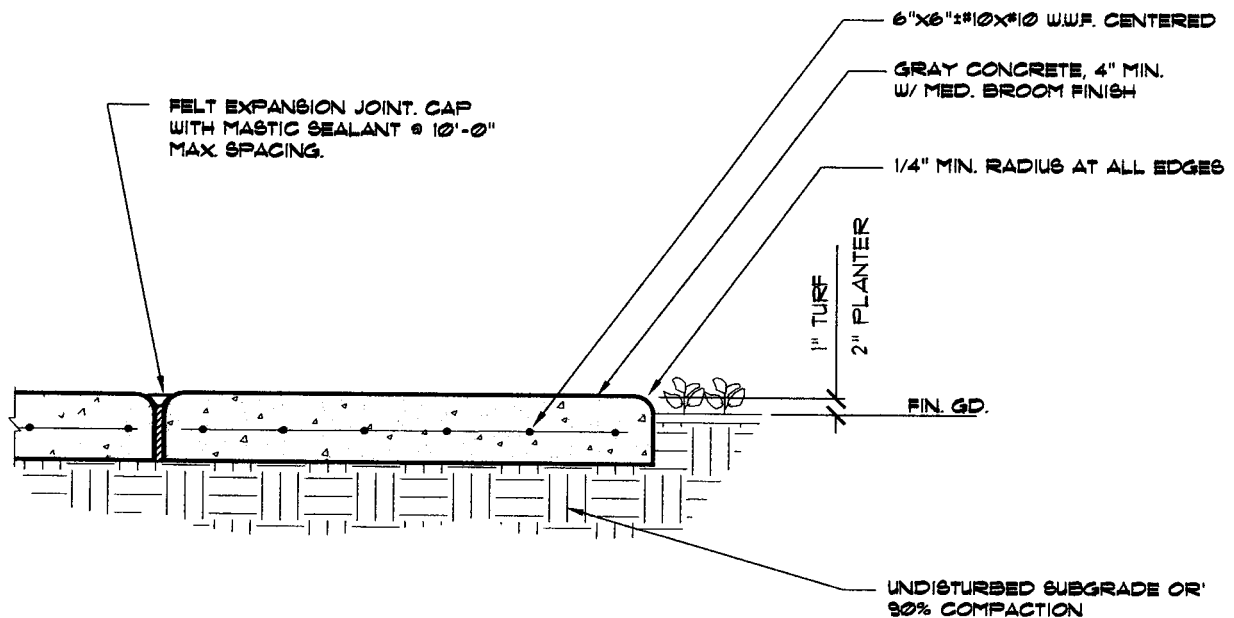 6"x6"±#10x#10 W.W.F. CENTERED
GRAY CONCRETE, 4" MIN.
W/ MED. BROOM FINISH
FELT EXPANSION JOINT. CAP
WITH MASTIC SEALANT @ 10'-0"
MAX. SPACING.
1/4" MIN. RADIUS AT ALL EDGES
1" TURF
2" PLANTER
FIN. GD.
UNDISTURBED SUBGRADE OR'
90% COMPACTION